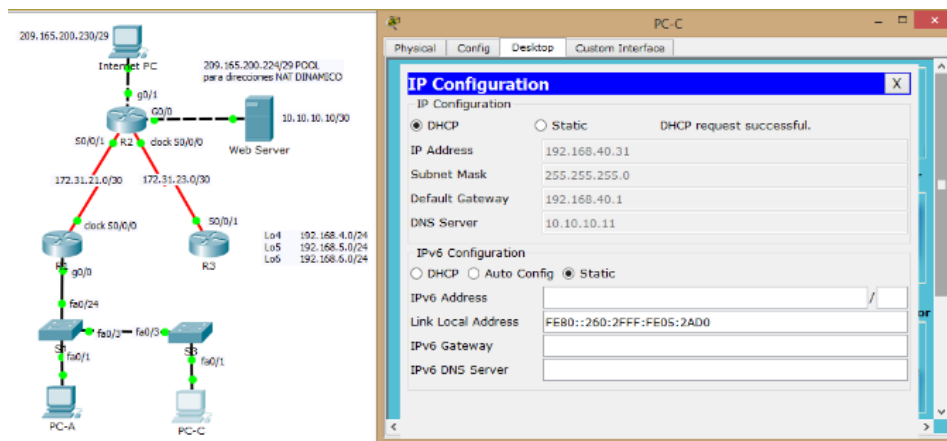 209.165.200.230/29
Internet PC
209.165.200.224/29 POOL
para direcciones NAT DINAMICO
g0/1
G0/0
10.10.10.10/30
S0/0/1
R2
clock S0/0/0
Web Server
172.31.21.0/30
172.31.23.0/30
clock S0/0/0
S0/0/1
Lo4 192.168.4.0/24
Lo5 192.168.5.0/24
Lo6 192.168.6.0/24
R3
g0/0
fa0/24
fa0/3
fa0/3
S3
fa0/1
fa0/1
PC-A
PC-C
PC-C
Physical Config Desktop Custom Interface
IP Configuration X
IP Configuration
DHCP Static DHCP request successful.
IP Address 192.168.40.31
Subnet Mask 255.255.255.0
Default Gateway 192.168.40.1
DNS Server 10.10.10.11
IPv6 Configuration
DHCP Auto Config Static
IPv6 Address /
Link Local Address FE80::260:2FFF:FE05:2AD0
IPv6 Gateway
IPv6 DNS Server